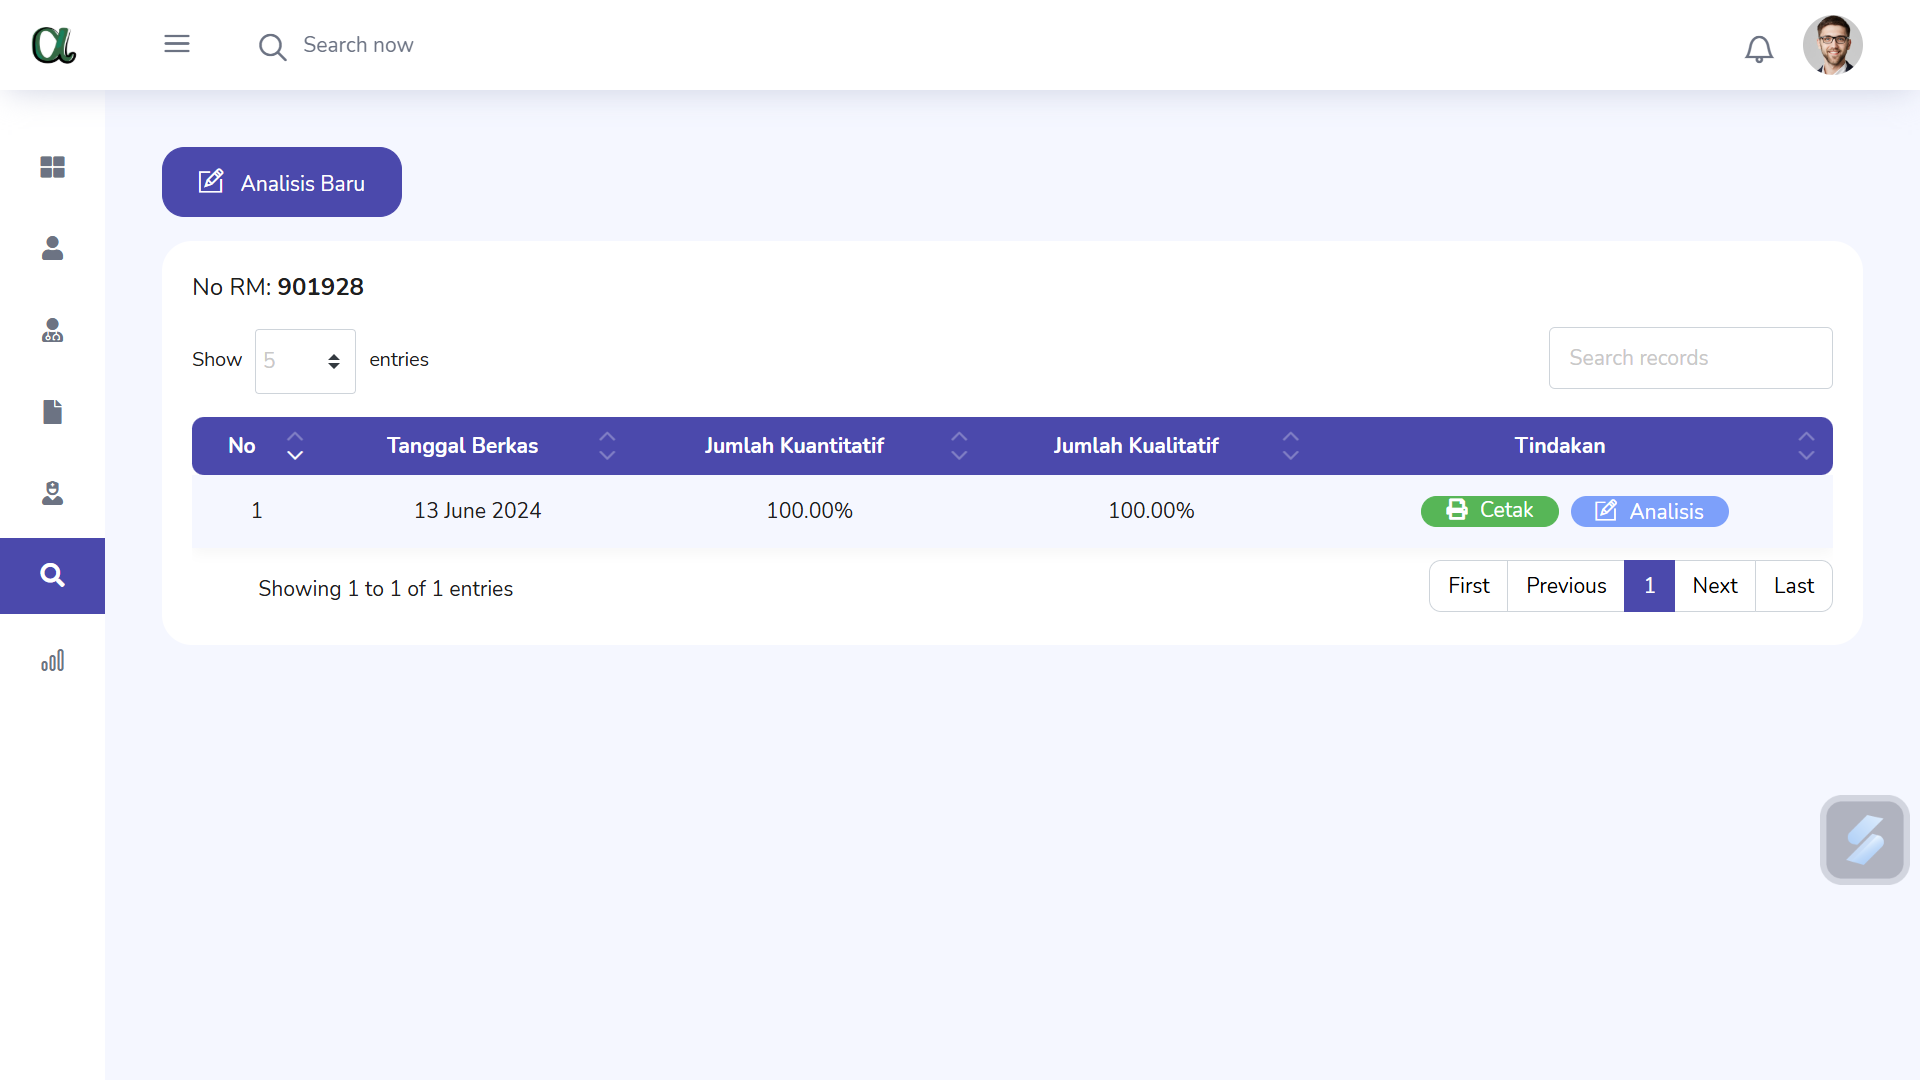 α
Search now
Analisis Baru
No RM: 901928
Show 5 entries
Search records
No Tanggal Berkas Jumlah Kuantitatif Jumlah Kualitatif Tindakan
1 13 June 2024 100.00% 100.00% Cetak Analisis
Showing 1 to 1 of 1 entries
First Previous 1 Next Last